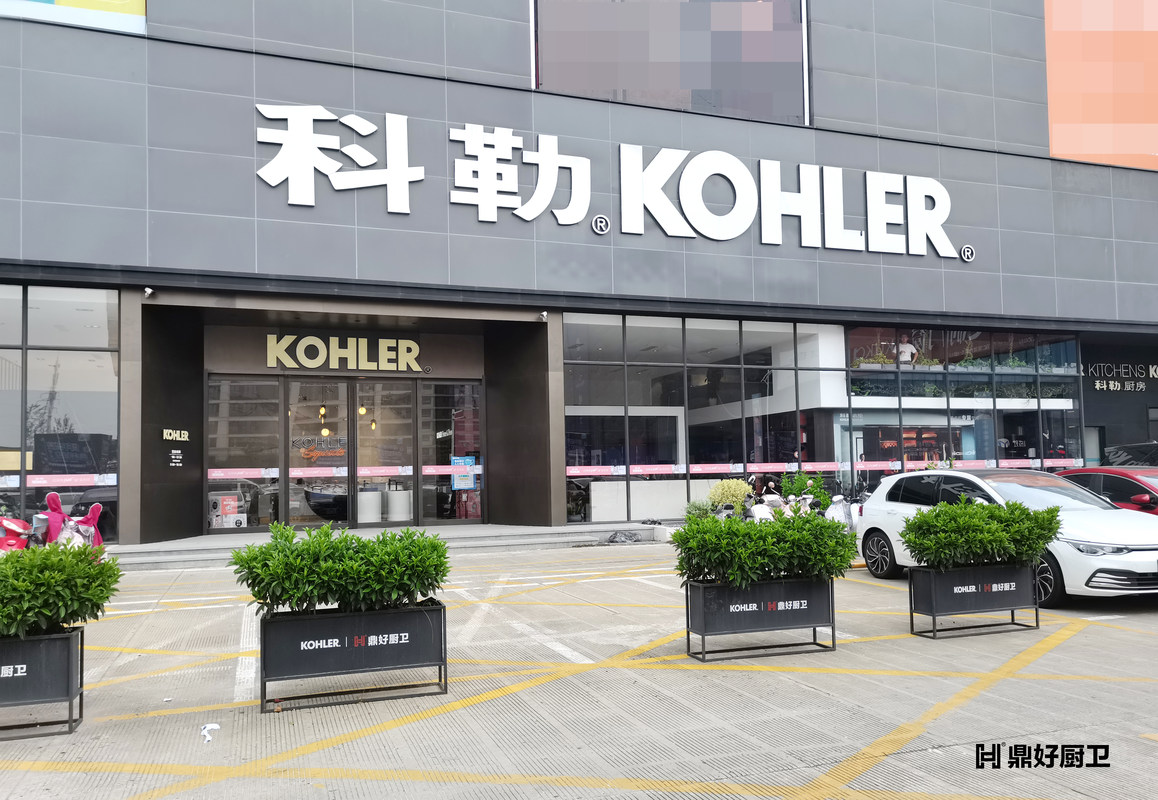 科勒® KOHLER®
KOHLER®
KOHLER
KOHLER
KITCHENS
科勒 厨房
厨卫
KOHLER. | 鼎好厨卫
KOHLER. | 鼎好厨卫
KOHLER. | 鼎好厨卫
鼎好厨卫